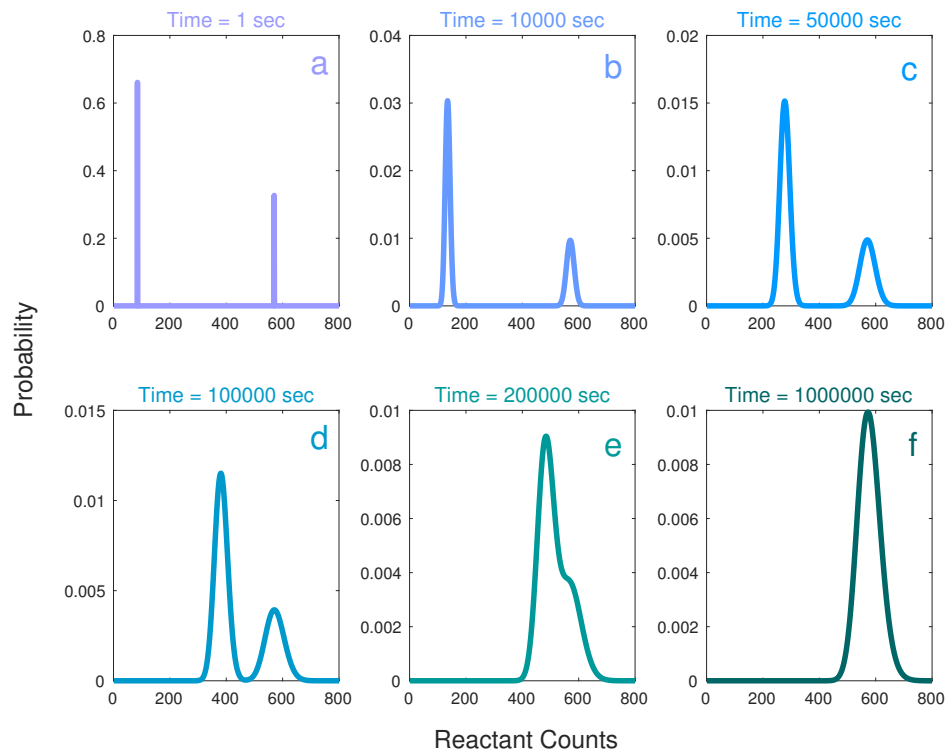 Time = 1 sec
Time = 10000 sec
Time = 50000 sec
0.8
0.6
0.4
0.2
0
a
0 200 400 600 800
0.04
0.03
0.02
0.01
0
b
0 200 400 600 800
0.02
0.015
0.01
0.005
0
c
0 200 400 600 800
Probability
Time = 100000 sec
Time = 200000 sec
Time = 1000000 sec
0.015
0.01
0.005
0
d
0 200 400 600 800
0.01
0.008
0.006
0.004
0.002
0
e
0 200 400 600 800
0.01
0.008
0.006
0.004
0.002
0
f
0 200 400 600 800
Reactant Counts